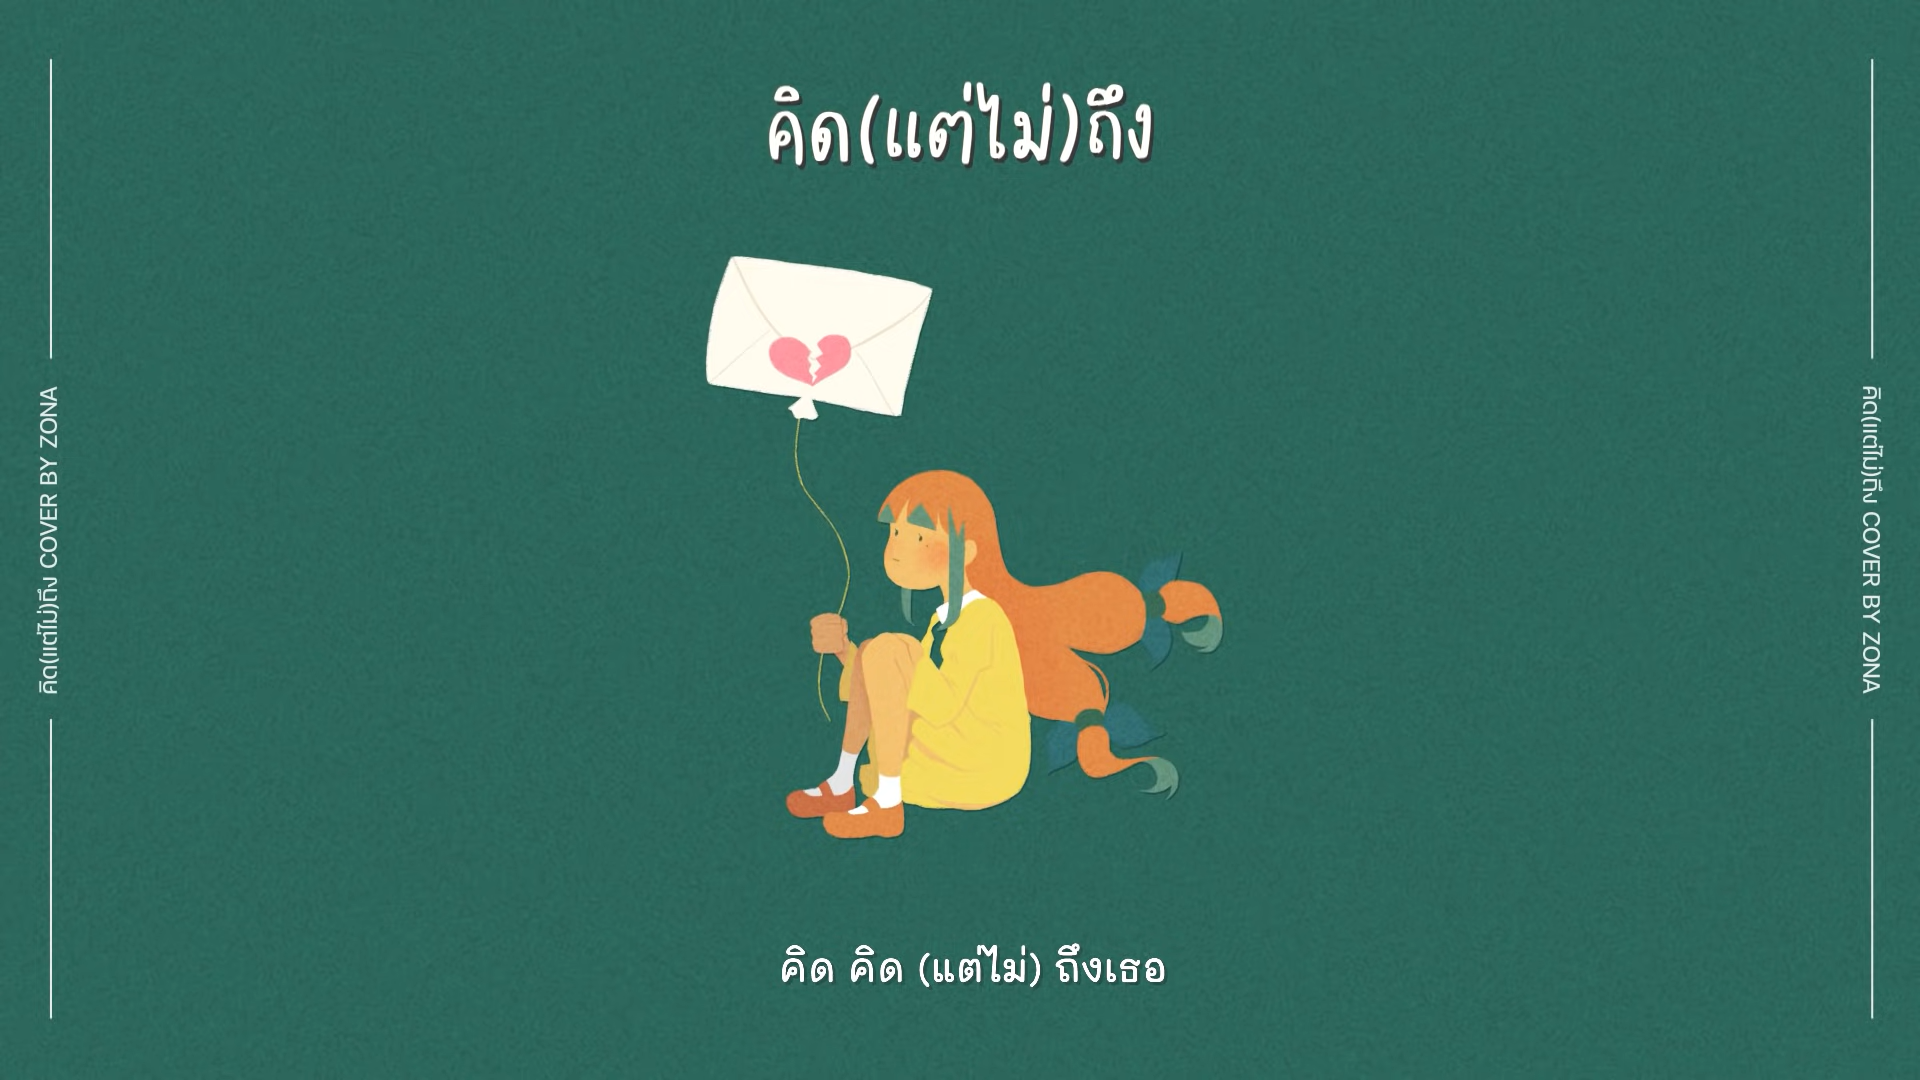 คิด(แต่ไม่)ถึง
คิด(แต่ไม่)ถึง COVER BY ZONA
คิด(แต่ไม่)ถึง COVER BY ZONA
คิด คิด (แต่ไม่) ถึงเธอ